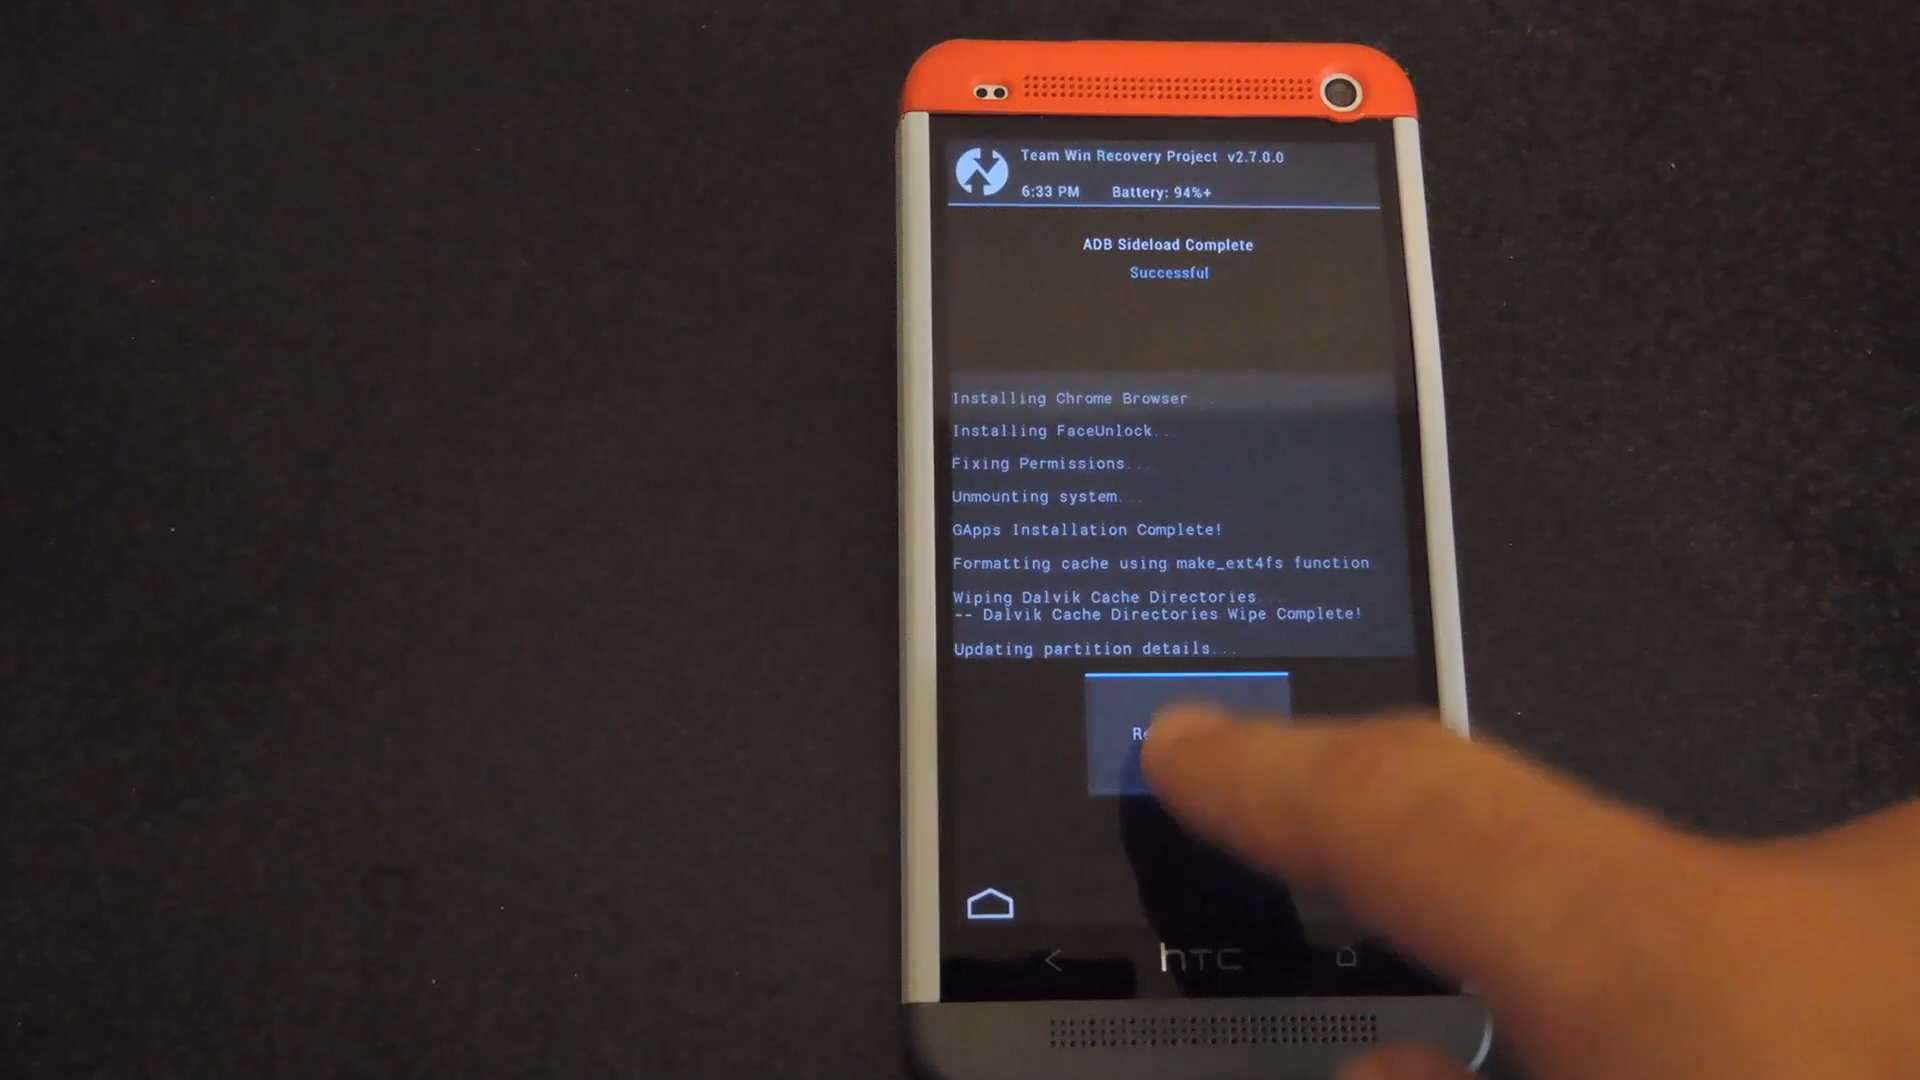 Team Win Recovery Project v2.7.0.0
6:33 PM Battery: 94%+
ADB Sideload Complete
Successful
Installing Chrome Browser ..
Installing FaceUnlock...
Fixing Permissions...
Unmounting system...
GApps Installation Complete!
Formatting cache using make_ext4fs function.
Wiping Dalvik Cache Directories...
-- Dalvik Cache Directories Wipe Complete!
Updating partition details...
hTC